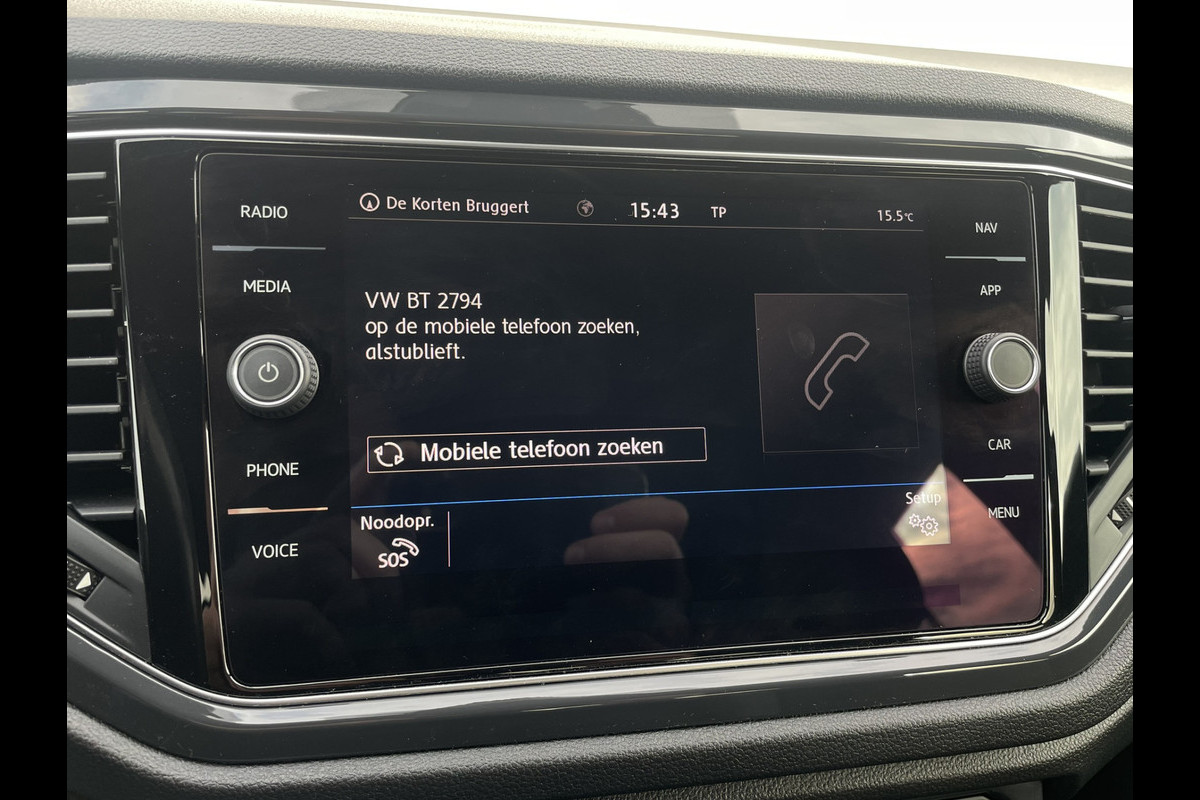 RADIO
MEDIA
PHONE
VOICE
De Korten Bruggert
15:43
TP
15.5°C
VW BT 2794
op de mobiele telefoon zoeken,
alstublieft.
Mobiele telefoon zoeken
Noodopr.
SOS
Setup
NAV
APP
CAR
MENU